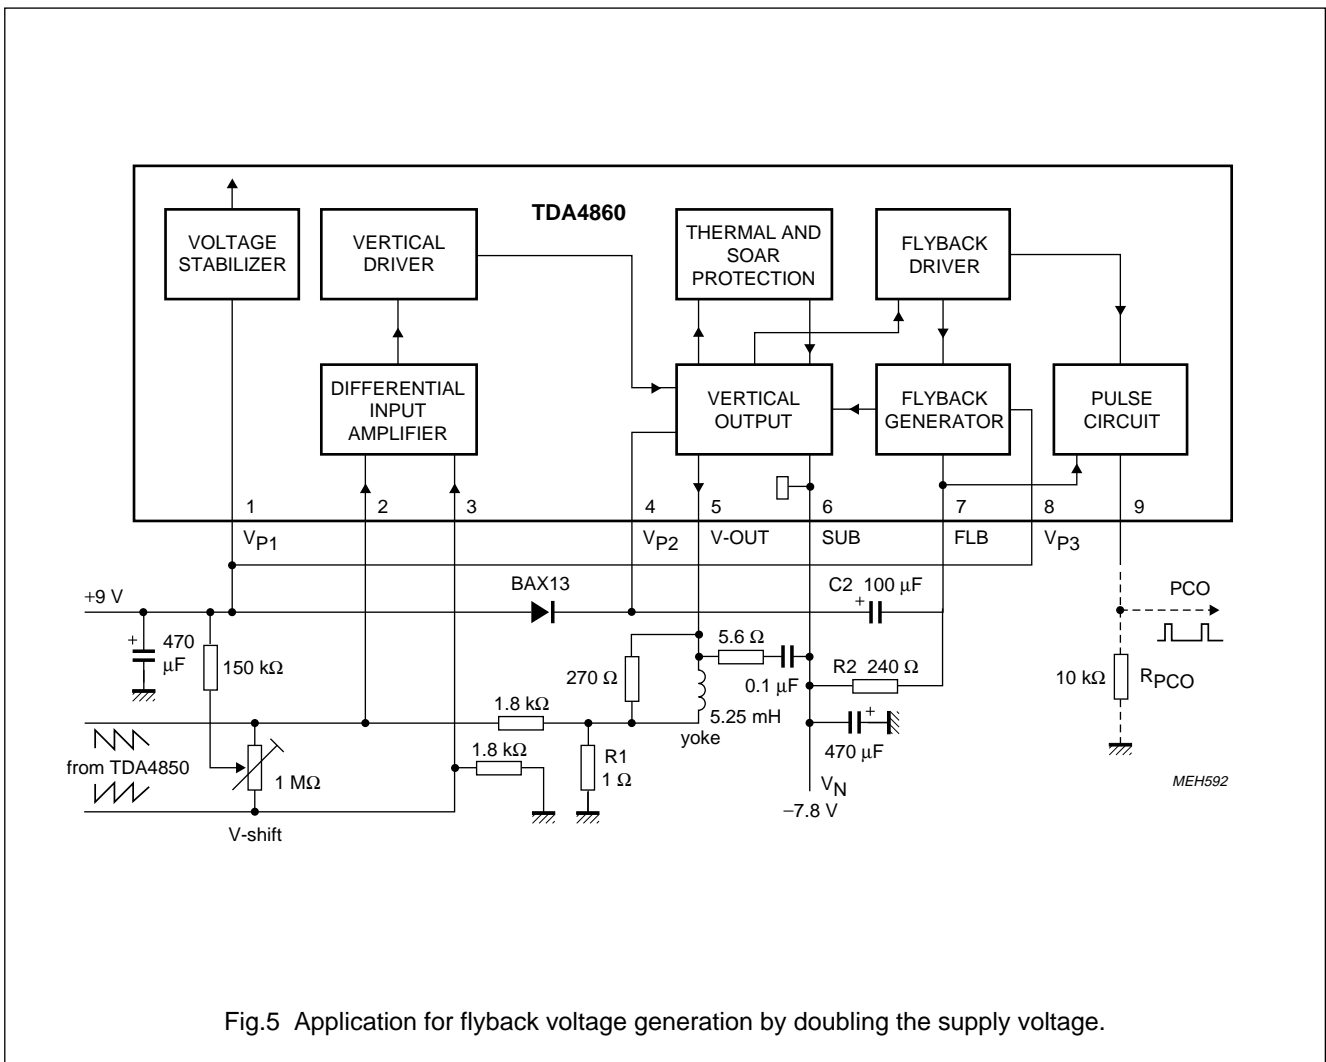 TDA4860
VOLTAGE
STABILIZER
VERTICAL
DRIVER
THERMAL AND
SOAR
PROTECTION
FLYBACK
DRIVER
DIFFERENTIAL
INPUT
AMPLIFIER
VERTICAL
OUTPUT
FLYBACK
GENERATOR
PULSE
CIRCUIT
1 2 3 4 5 6 7 8 9
VP1 VP2 V-OUT SUB FLB VP3
+9 V
BAX13
C2 100 μF
+
PCO
+
470
μF
150 kΩ
270 Ω
5.6 Ω
0.1 μF
R2 240 Ω
10 kΩ
RPCO
1.8 kΩ
5.25 mH
yoke
+
470 μF
from TDA4850
1 MΩ
1.8 kΩ
R1
1 Ω
VN
−7.8 V
MEH592
V-shift
Fig.5 Application for flyback voltage generation by doubling the supply voltage.